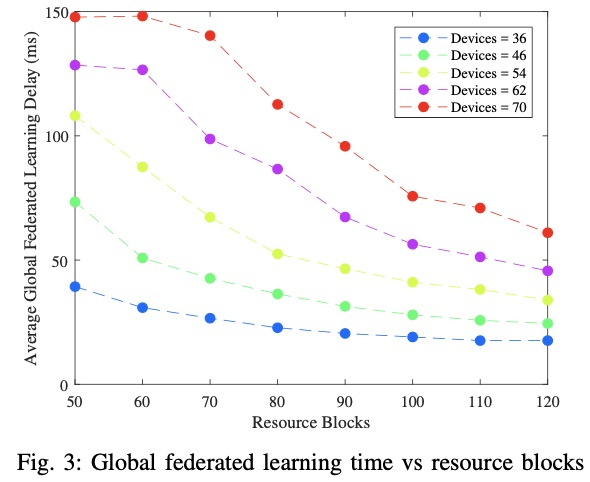 150
100
50
0
Average Global Federated Learning Delay (ms)
Devices = 36
Devices = 46
Devices = 54
Devices = 62
Devices = 70
50 60 70 80 90 100 110 120
Resource Blocks
Fig. 3: Global federated learning time vs resource blocks